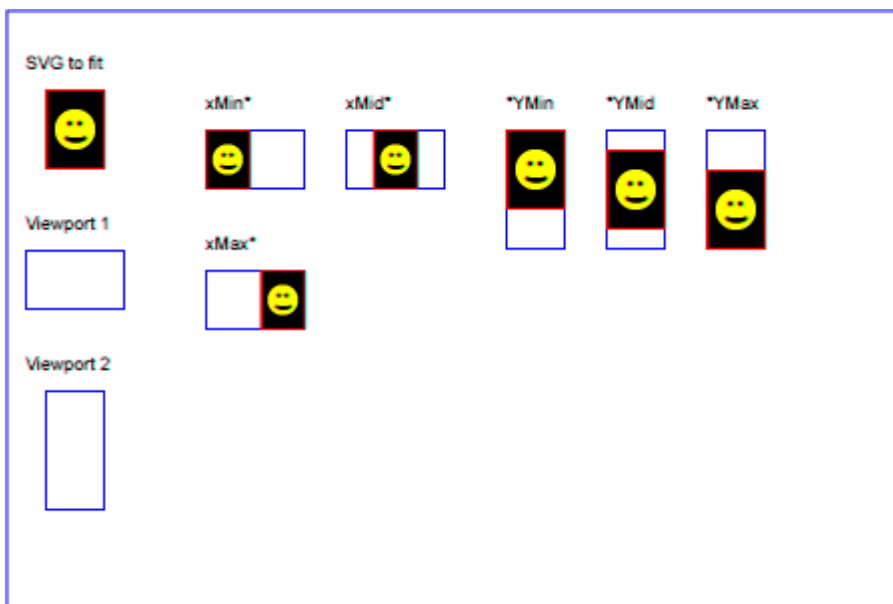 SVG to fit
xMin*
xMid*
*YMin
*YMid
*YMax
Viewport 1
xMax*
Viewport 2